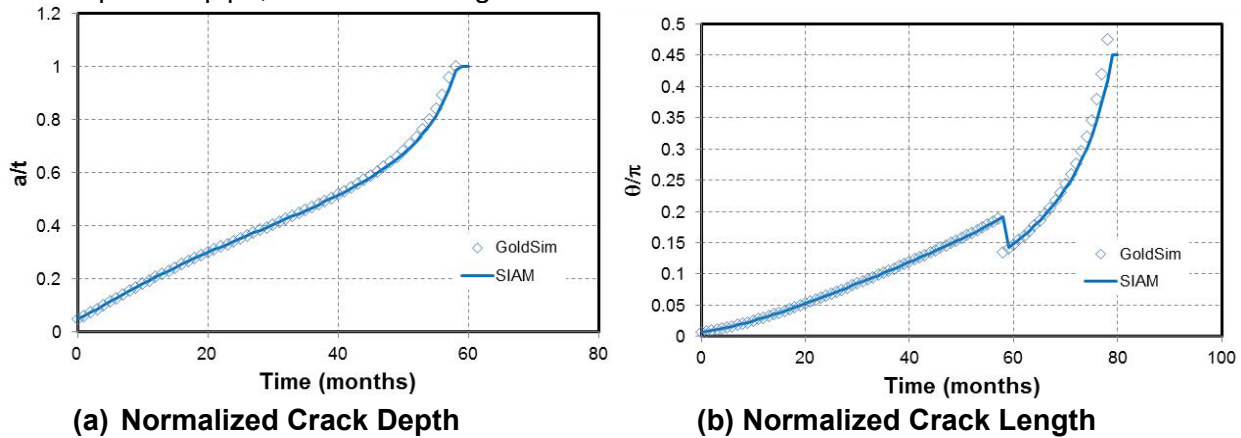 1.2
1
0.8
0.6
0.4
0.2
0
a/t
GoldSim
SIAM
0 20 40 60 80
Time (months)
(a) Normalized Crack Depth
0.5
0.45
0.4
0.35
0.3
0.25
0.2
0.15
0.1
0.05
0
θ/π
GoldSim
SIAM
0 20 40 60 80 100
Time (months)
(b) Normalized Crack Length